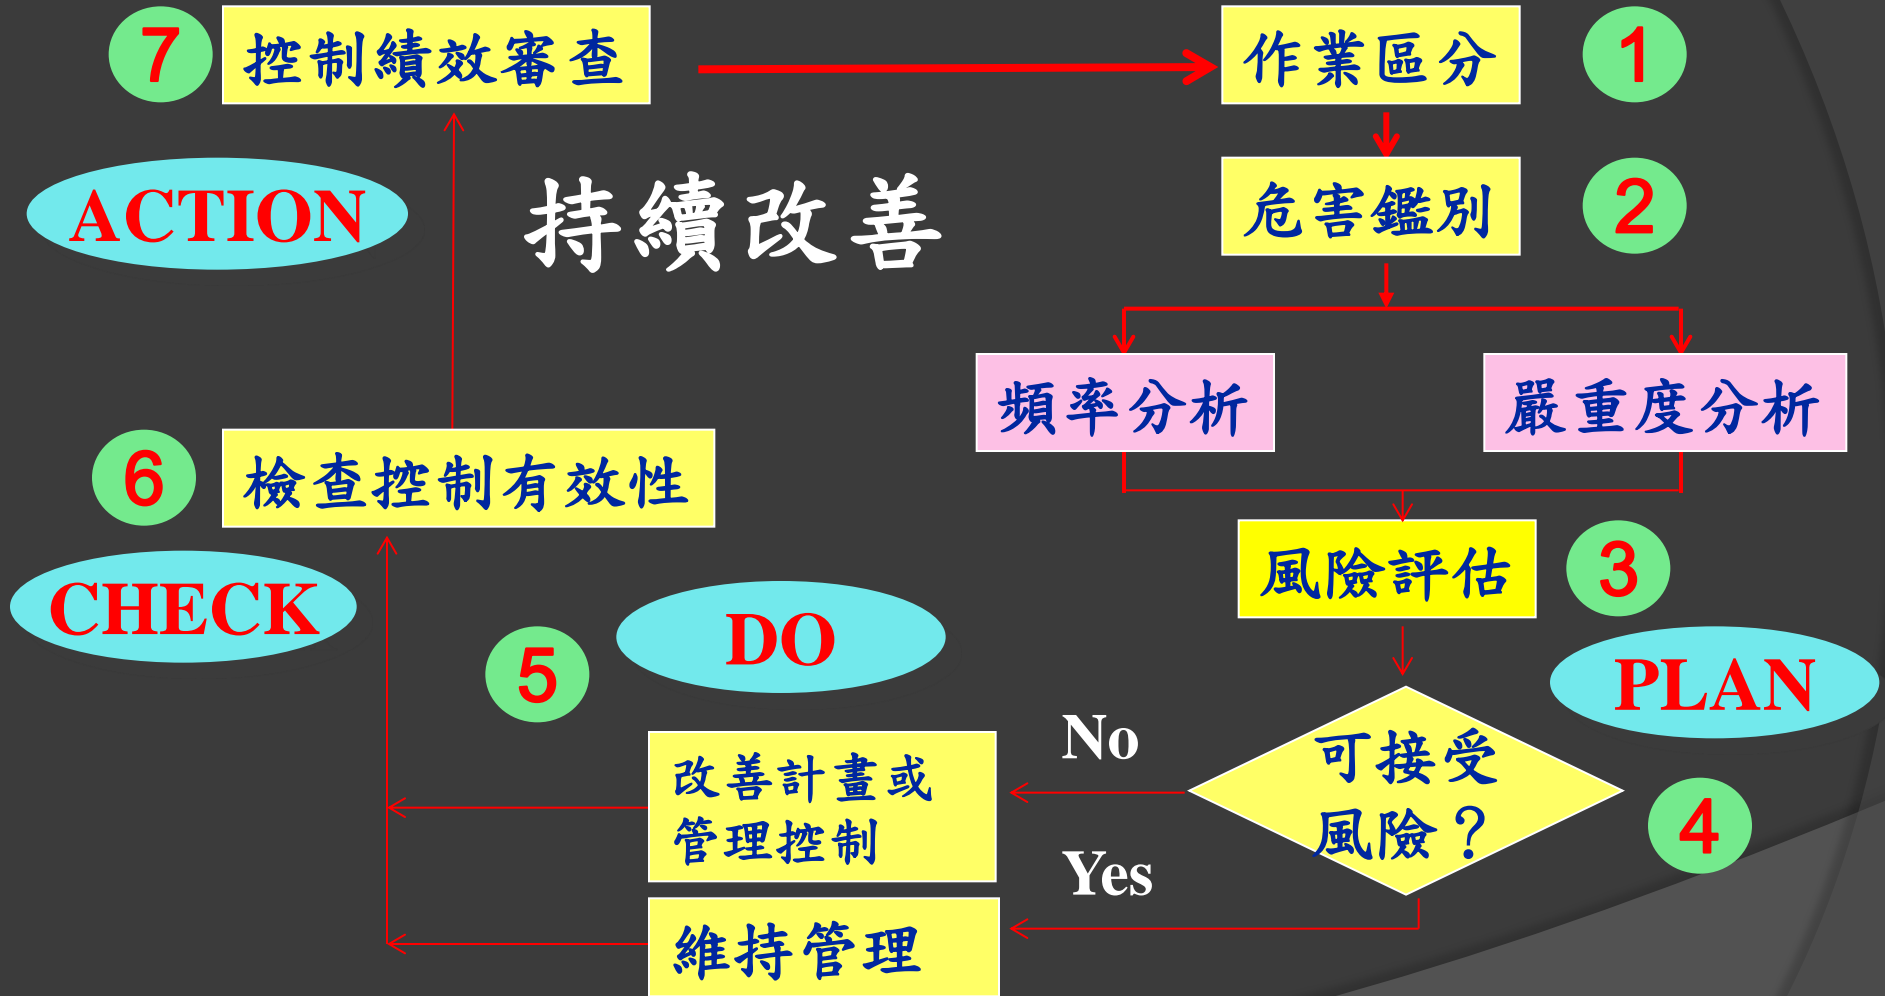 7
控制績效審查
作業區分
1
ACTION
持續改善
危害鑑別
2
頻率分析
嚴重度分析
6
檢查控制有效性
風險評估
3
CHECK
5
DO
PLAN
No
可接受
風險？
4
改善計畫或
管理控制
Yes
維持管理